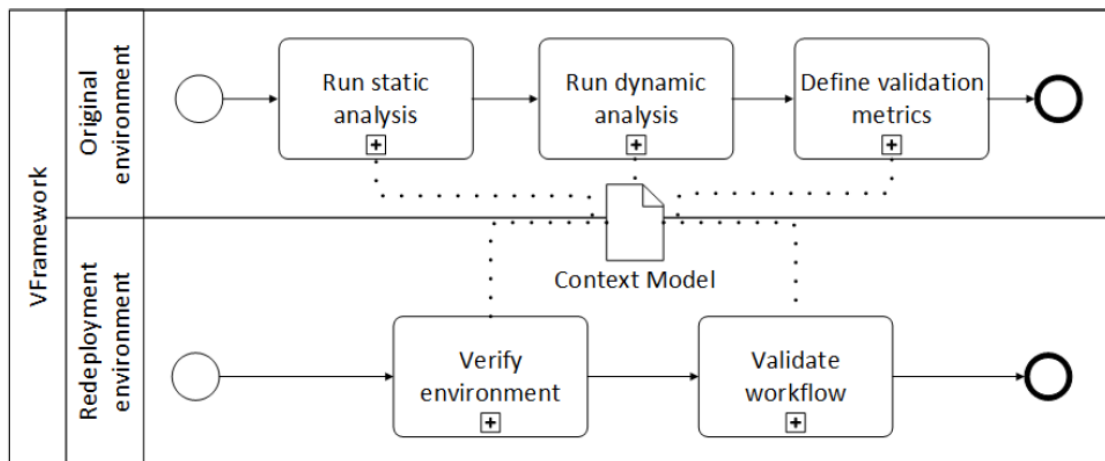 VFramework
Original
environment
Run static
analysis
Run dynamic
analysis
Define validation
metrics
Context Model
Redeployment
environment
Verify
environment
Validate
workflow